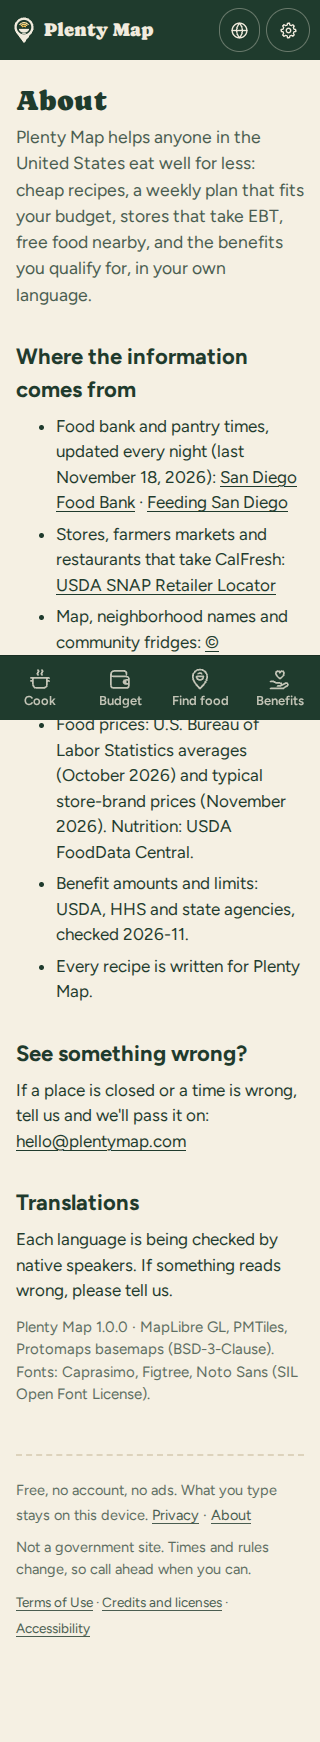 Plenty Map
About
Plenty Map helps anyone in the
United States eat well for less:
cheap recipes, a weekly plan that fits
your budget, stores that take EBT,
free food nearby, and the benefits
you qualify for, in your own
language.
Where the information
comes from
• Food bank and pantry times,
updated every night (last
November 18, 2026): San Diego
Food Bank · Feeding San Diego
• Stores, farmers markets and
restaurants that take CalFresh:
USDA SNAP Retailer Locator
• Map, neighborhood names and
community fridges: ©
Cook Budget Find food Benefits
Food prices: U.S. Bureau of
Labor Statistics averages
(October 2026) and typical
store-brand prices (November
2026). Nutrition: USDA
FoodData Central.
• Benefit amounts and limits:
USDA, HHS and state agencies,
checked 2026-11.
• Every recipe is written for Plenty
Map.
See something wrong?
If a place is closed or a time is wrong,
tell us and we'll pass it on:
hello@plentymap.com
Translations
Each language is being checked by
native speakers. If something reads
wrong, please tell us.
Plenty Map 1.0.0 · MapLibre GL, PMTiles,
Protomaps basemaps (BSD-3-Clause).
Fonts: Caprasimo, Figtree, Noto Sans (SIL
Open Font License).
Free, no account, no ads. What you type
stays on this device. Privacy · About
Not a government site. Times and rules
change, so call ahead when you can.
Terms of Use · Credits and licenses ·
Accessibility